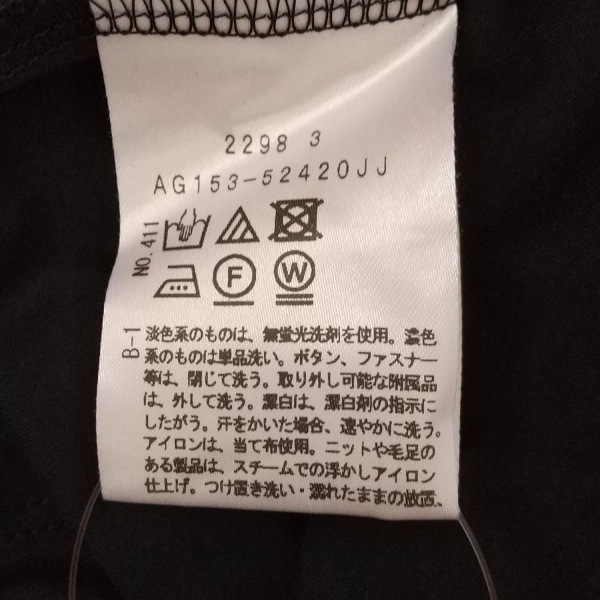 2298 3
AG153-52420JJ
NO.411
F
W
B-1
淡色系のものは、無蛍光洗剤を使用。濃色
系のものは単品洗い。ボタン、ファスナー
等は、閉じて洗う。取り外し可能な附属品
は、外して洗う。漂白は、漂白剤の指示に
したがう。汗をかいた場合、速やかに洗う。
アイロンは、当て布使用。ニットや毛足の
ある製品は、スチームでの浮かしアイロン
仕上げ。つけ置き洗い・濡れたままの放置、